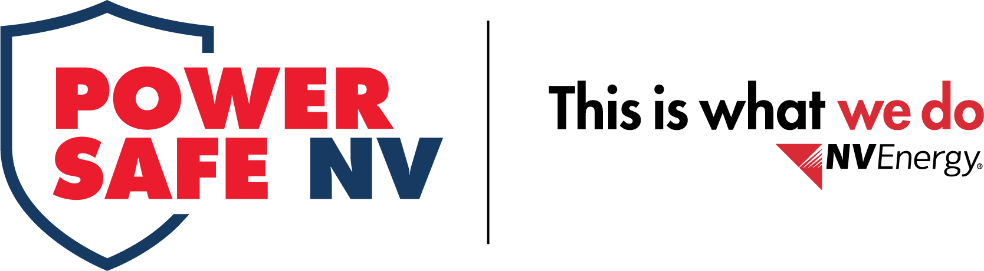 POWER
SAFE NV
This is what we do
NVEnergy®